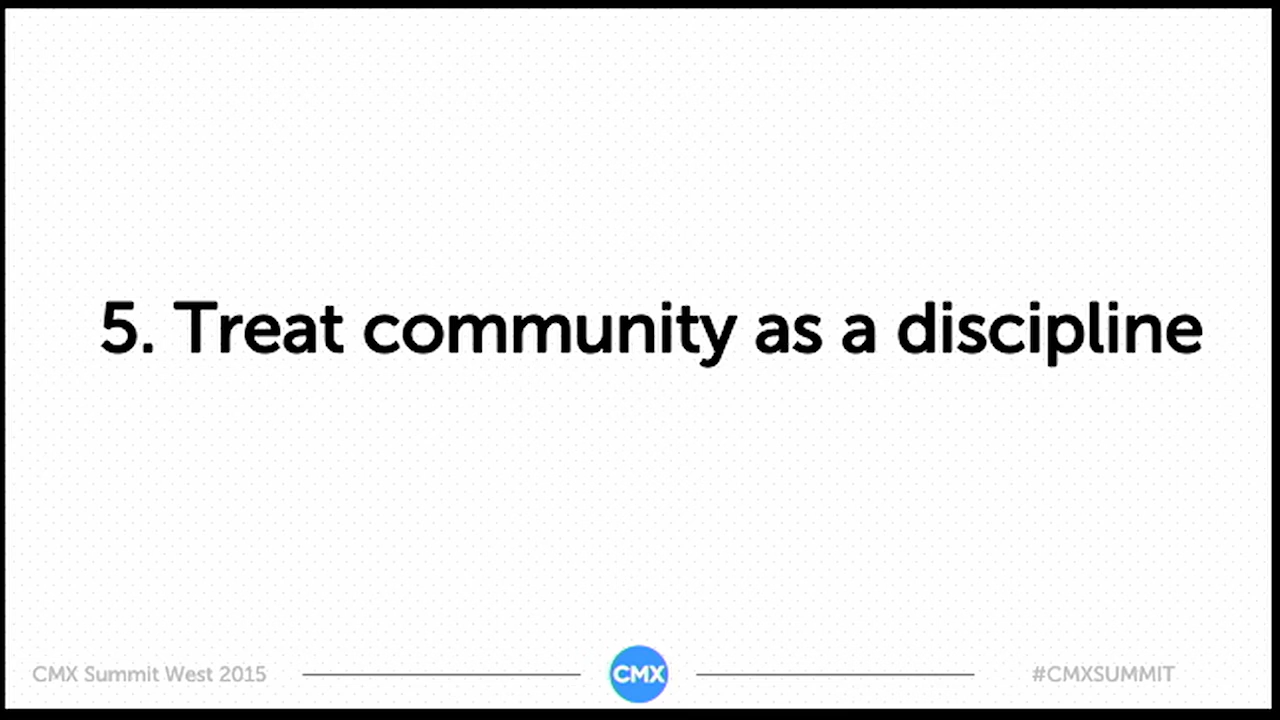 5. Treat community as a discipline
CMX Summit West 2015
CMX
#CMXSUMMIT